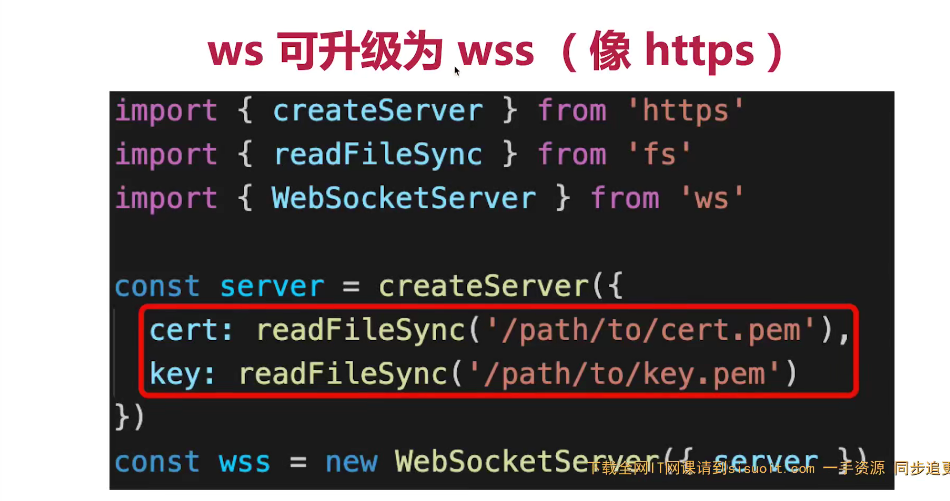 ws 可升级为 wss （像 https）
import { createServer } from 'https'
import { readFileSync } from 'fs'
import { WebSocketServer } from 'ws'
const server = createServer({
cert: readFileSync('/path/to/cert.pem'),
key: readFileSync('/path/to/key.pem')
})
const wss = new WebSocketServer({ server })
下载全网IT网课请到sisuoit.com 一手资源 同步追更